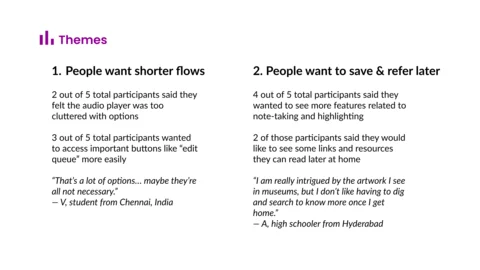 Themes
1. People want shorter flows
2 out of 5 total participants said they
felt the audio player was too
cluttered with options
3 out of 5 total participants wanted
to access important buttons like “edit
queue” more easily
“That’s a lot of options... maybe they’re
all not necessary.”
— V, student from Chennai, India
2. People want to save & refer later
4 out of 5 total participants said they
wanted to see more features related to
note-taking and highlighting
2 of those participants said they would
like to see some links and resources
they can read later at home
“I am really intrigued by the artwork I see
in museums, but I don’t like having to dig
and search to know more once I get
home.”
— A, high schooler from Hyderabad